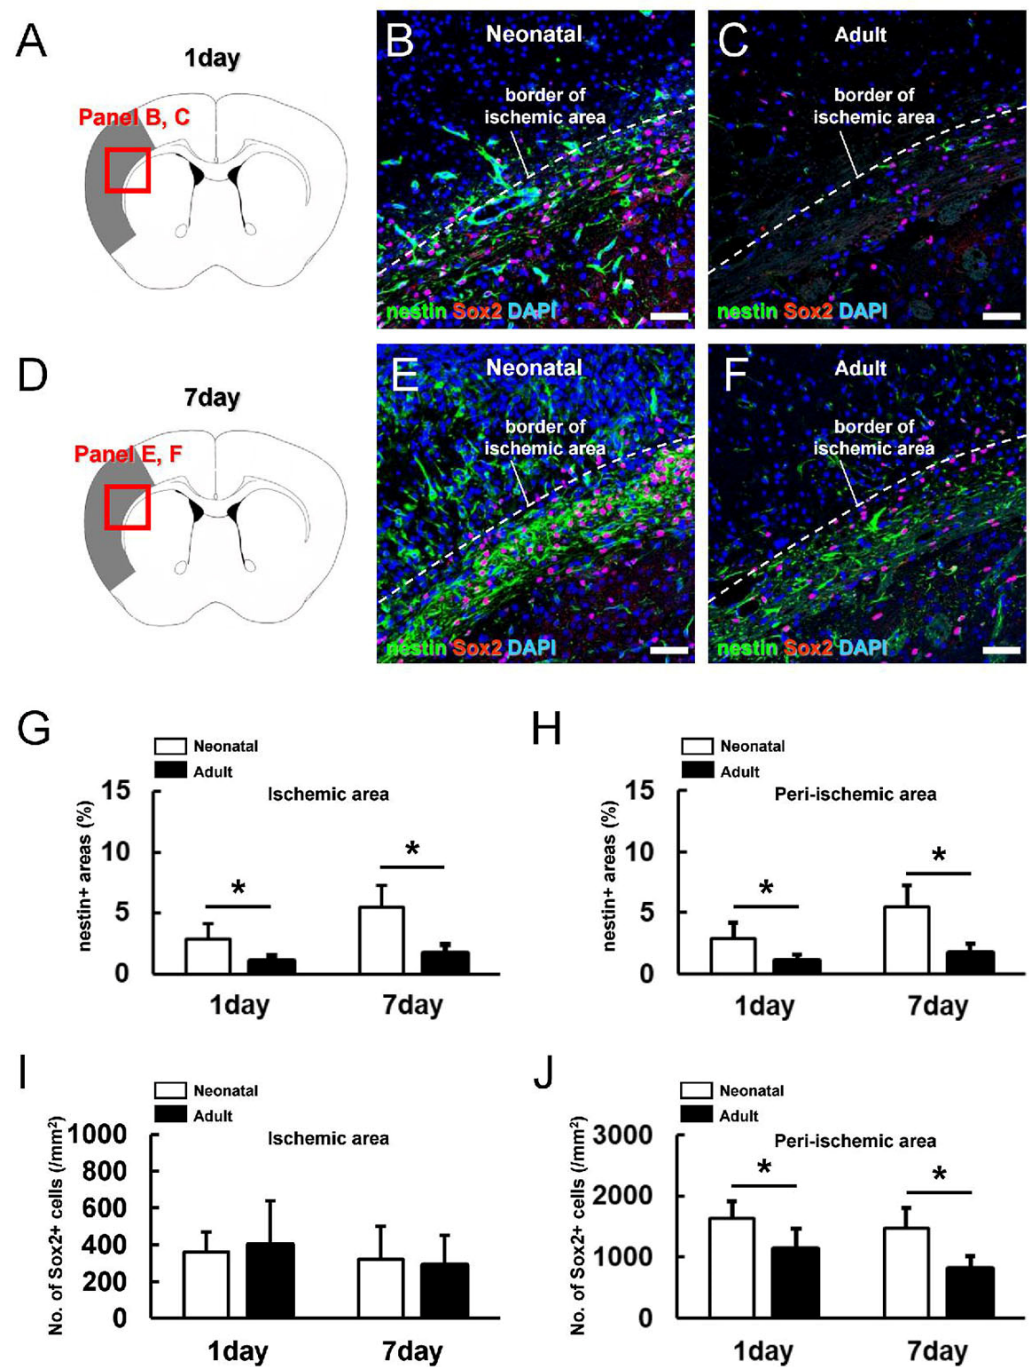 A
1day
Panel B, C
B
Neonatal
border of
ischemic area
nestin Sox2 DAPI
C
Adult
border of
ischemic area
nestin Sox2 DAPI
D
7day
Panel E, F
E
Neonatal
border of
ischemic area
nestin Sox2 DAPI
F
Adult
border of
ischemic area
nestin Sox2 DAPI
G
Neonatal
Adult
Ischemic area
nestin+ areas (%)
15
10
5
0
*
*
1day
7day
H
Neonatal
Adult
Peri-ischemic area
nestin+ areas (%)
15
10
5
0
*
*
1day
7day
I
Neonatal
Adult
Ischemic area
No. of Sox2+ cells (/mm²)
1000
800
600
400
200
0
1day
7day
J
Neonatal
Adult
Peri-ischemic area
No. of Sox2+ cells (/mm²)
3000
2000
1000
0
*
*
1day
7day